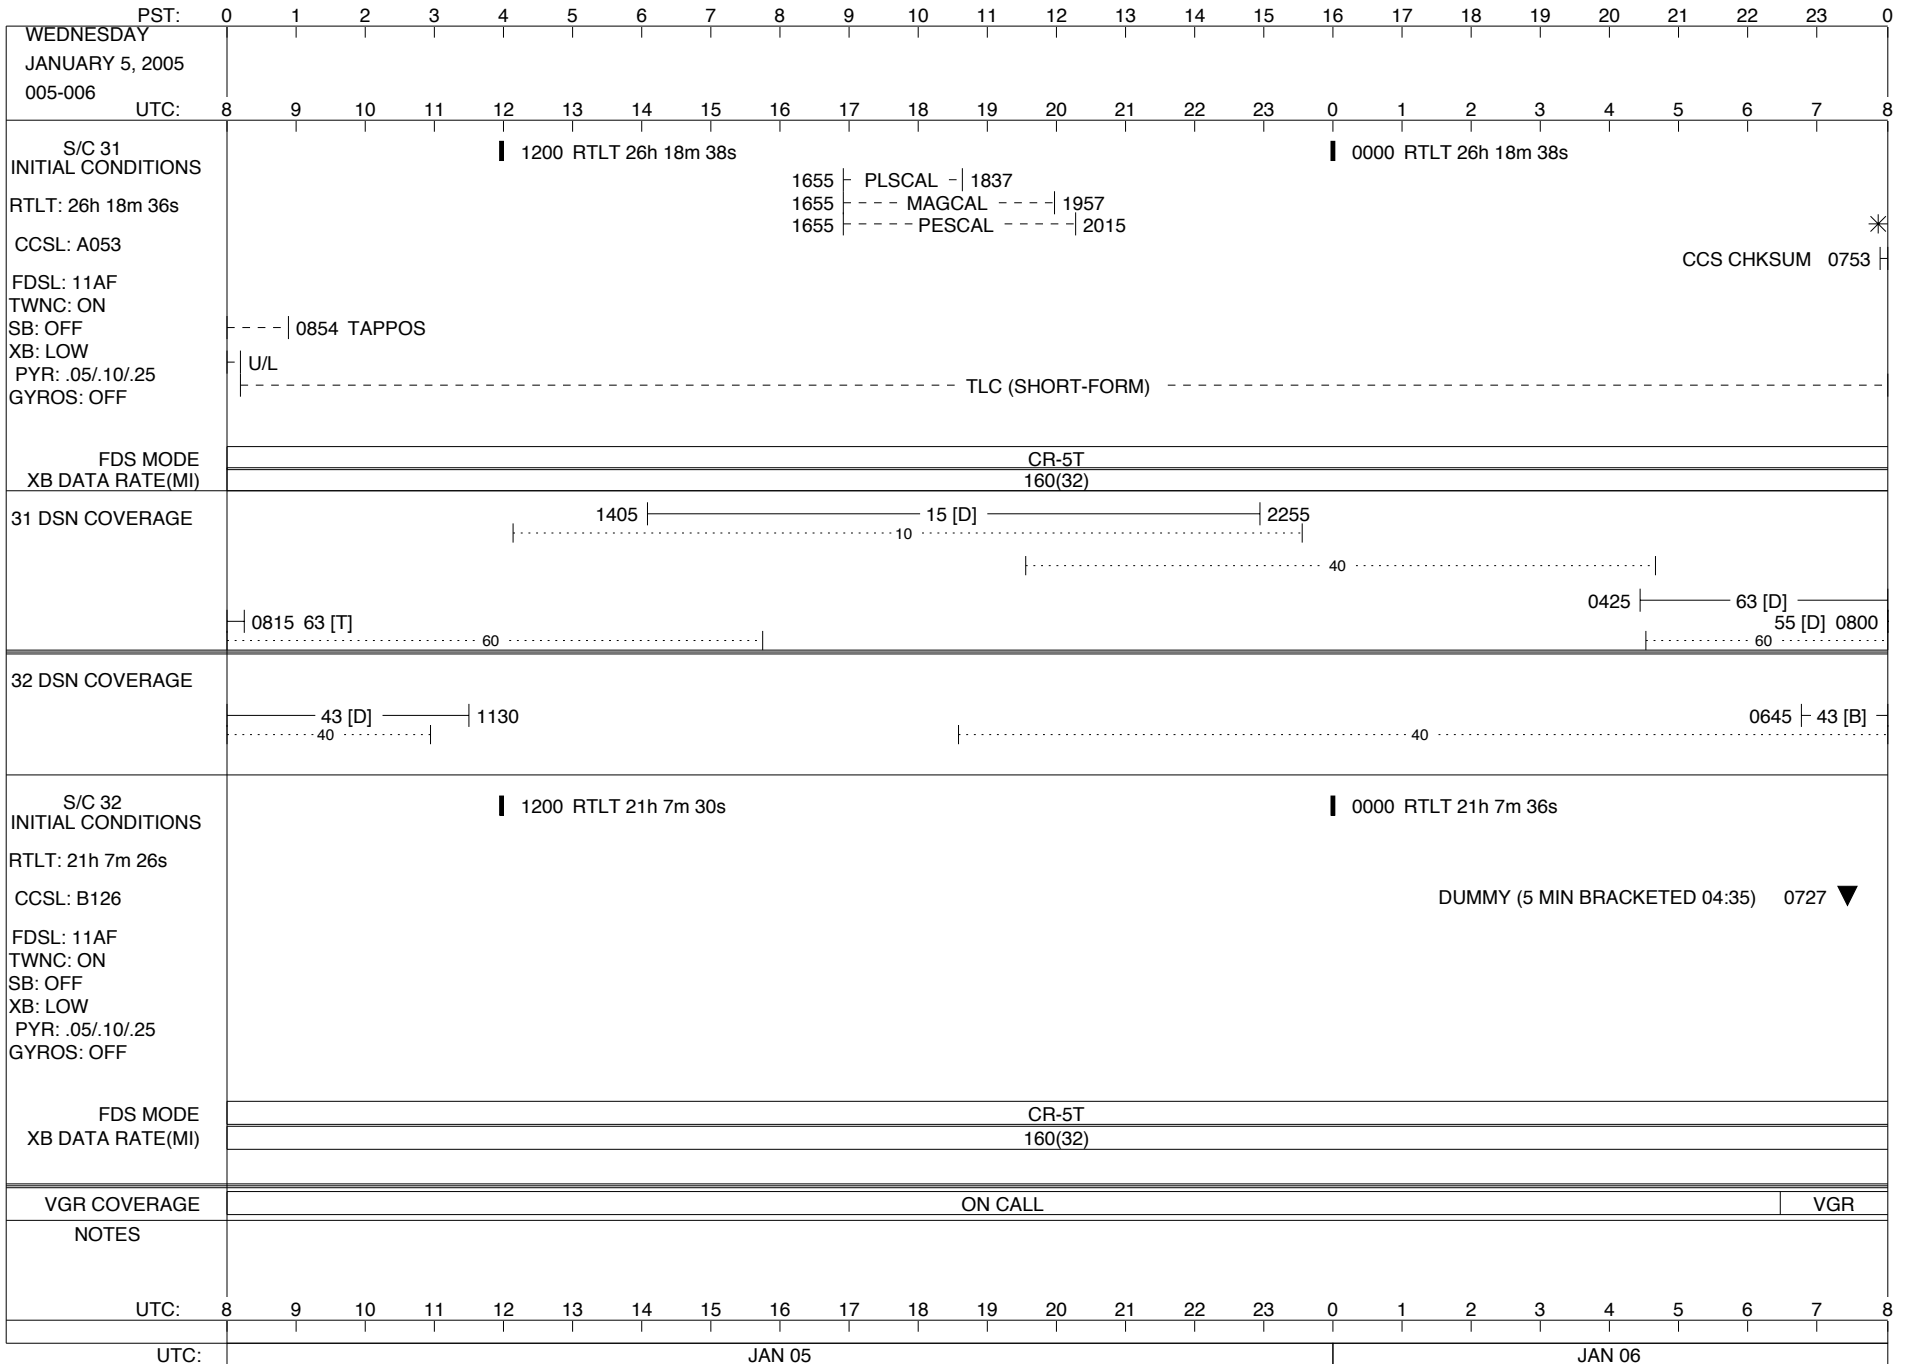 PST: 0 1 2 3 4 5 6 7 8 9 10 11 12 13 14 15 16 17 18 19 20 21 22 23 0
WEDNESDAY
JANUARY 5, 2005
005-006
UTC: 8 9 10 11 12 13 14 15 16 17 18 19 20 21 22 23 0 1 2 3 4 5 6 7 8
S/C 31
INITIAL CONDITIONS
1200 RTLT 26h 18m 38s
0000 RTLT 26h 18m 38s
1655 PLSCAL 1837
RTLT: 26h 18m 36s
1655 MAGCAL 1957
1655 PESCAL 2015
CCSL: A053
CCS CHKSUM 0753
FDSL: 11AF
TWNC: ON
SB: OFF
0854 TAPPOS
XB: LOW
U/L
PYR: .05/.10/.25
TLC (SHORT-FORM)
GYROS: OFF
FDS MODE CR-5T
XB DATA RATE(MI) 160(32)
31 DSN COVERAGE
1405 15 [D] 2255
10
40
0425 63 [D]
0815 63 [T]
55 [D] 0800
60 60
32 DSN COVERAGE
43 [D] 1130
0645 43 [B]
40 40
S/C 32
INITIAL CONDITIONS
1200 RTLT 21h 7m 30s
0000 RTLT 21h 7m 36s
RTLT: 21h 7m 26s
CCSL: B126
DUMMY (5 MIN BRACKETED 04:35) 0727
FDSL: 11AF
TWNC: ON
SB: OFF
XB: LOW
PYR: .05/.10/.25
GYROS: OFF
FDS MODE CR-5T
XB DATA RATE(MI) 160(32)
VGR COVERAGE ON CALL VGR
NOTES
UTC: 8 9 10 11 12 13 14 15 16 17 18 19 20 21 22 23 0 1 2 3 4 5 6 7 8
UTC: JAN 05 JAN 06